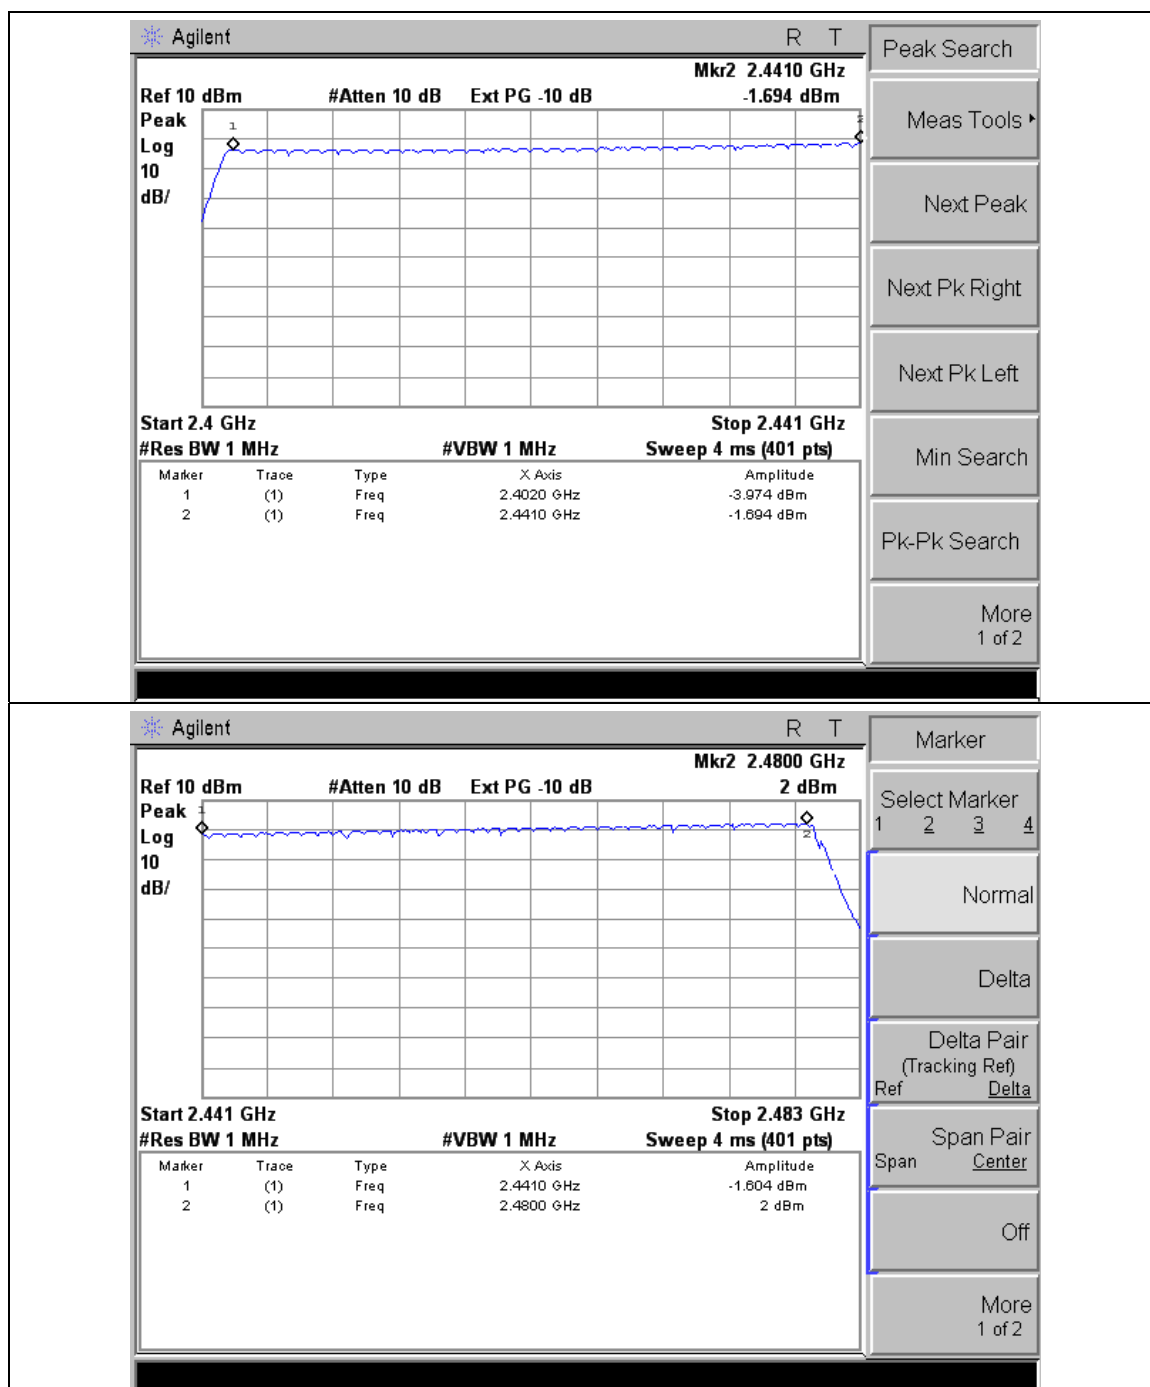 Agilent R T
Peak Search
Mkr2 2.4410 GHz
Ref 10 dBm #Atten 10 dB Ext PG -10 dB -1.694 dBm
Peak
Log
10
dB/
1
2
Meas Tools
Next Peak
Next Pk Right
Next Pk Left
Start 2.4 GHz Stop 2.441 GHz
#Res BW 1 MHz #VBW 1 MHz Sweep 4 ms (401 pts)
Marker Trace Type X Axis Amplitude
1 (1) Freq 2.4020 GHz -3.974 dBm
2 (1) Freq 2.4410 GHz -1.694 dBm
Min Search
Pk-Pk Search
More
1 of 2
Agilent R T
Marker
Mkr2 2.4800 GHz
Ref 10 dBm #Atten 10 dB Ext PG -10 dB 2 dBm
Peak
Log
10
dB/
1
2
Select Marker
1 2 3 4
Normal
Delta
Delta Pair
(Tracking Ref)
Ref Delta
Start 2.441 GHz Stop 2.483 GHz
#Res BW 1 MHz #VBW 1 MHz Sweep 4 ms (401 pts)
Marker Trace Type X Axis Amplitude
1 (1) Freq 2.4410 GHz -1.604 dBm
2 (1) Freq 2.4800 GHz 2 dBm
Span Pair
Span Center
Off
More
1 of 2